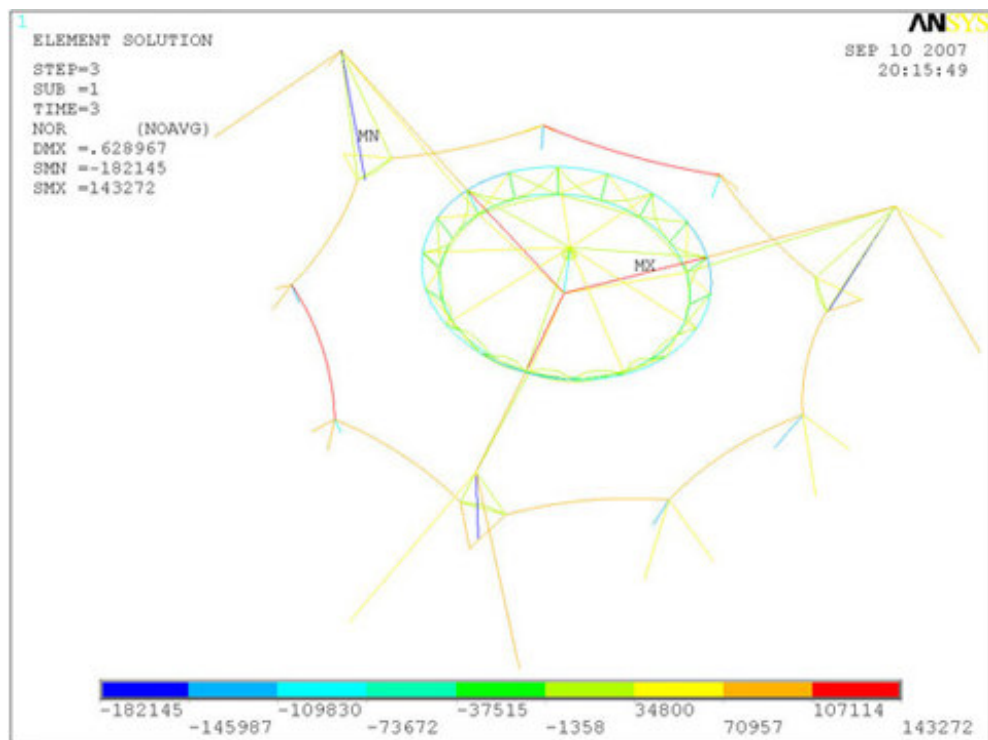 1
ANSYS
ELEMENT SOLUTION
SEP 10 2007
20:15:49
STEP=3
SUB =1
TIME=3
NOR (NOAVG)
DMX =.628967
SMN =-182145
SMX =143272
MN
MX
-182145 -109830 -37515 34800 107114
-145987 -73672 -1358 70957 143272